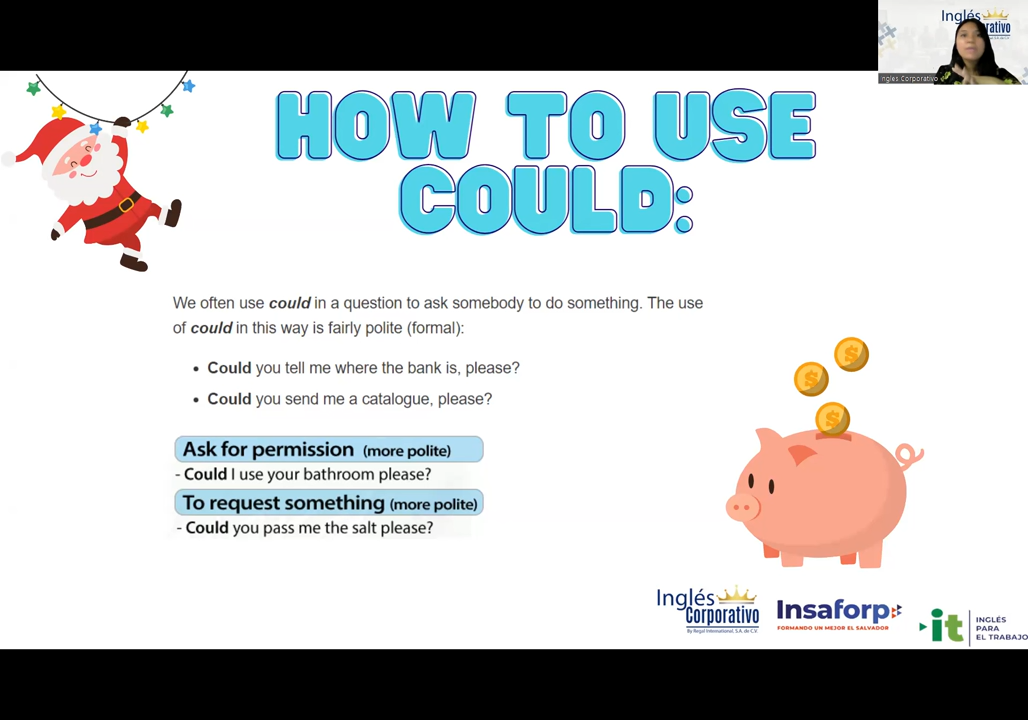 Inglés
Corporativo
Ingles Corporativo
HOW TO USE
COULD:
We often use could in a question to ask somebody to do something. The use
of could in this way is fairly polite (formal):
• Could you tell me where the bank is, please?
• Could you send me a catalogue, please?
Ask for permission (more polite)
- Could I use your bathroom please?
To request something (more polite)
- Could you pass me the salt please?
$
$
$
Inglés
Corporativo
By Regal International, S.A. de C.V.
Insaforp
FORMANDO UN MEJOR EL SALVADOR
it
INGLÉS
PARA
EL TRABAJO